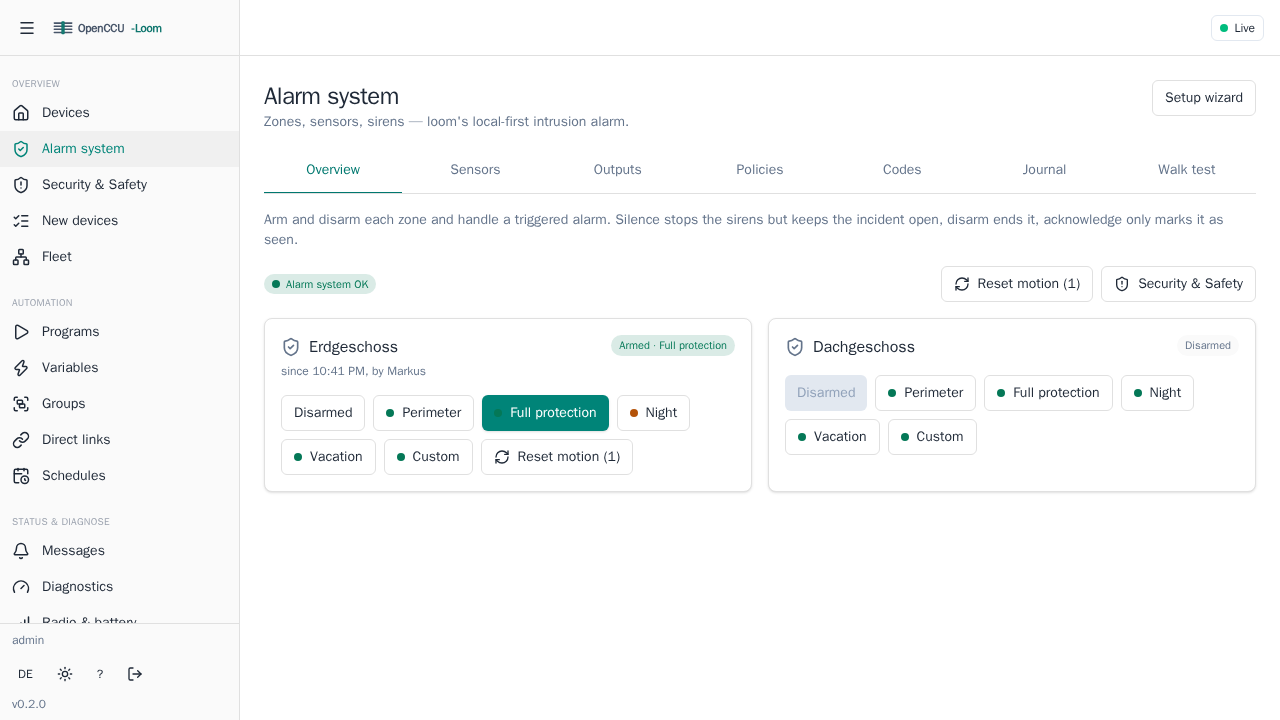 OpenCCU -Loom
Live
OVERVIEW
Devices
Alarm system
Security & Safety
New devices
Fleet
AUTOMATION
Programs
Variables
Groups
Direct links
Schedules
STATUS & DIAGNOSE
Messages
Diagnostics
Radio & battery
admin
DE
?
v0.2.0
Alarm system
Setup wizard
Zones, sensors, sirens — loom's local-first intrusion alarm.
Overview Sensors Outputs Policies Codes Journal Walk test
Arm and disarm each zone and handle a triggered alarm. Silence stops the sirens but keeps the incident open, disarm ends it, acknowledge only marks it as
seen.
Alarm system OK
Reset motion (1) Security & Safety
Erdgeschoss
Armed · Full protection
since 10:41 PM, by Markus
Disarmed Perimeter Full protection Night
Vacation Custom Reset motion (1)
Dachgeschoss
Disarmed
Disarmed Perimeter Full protection Night
Vacation Custom